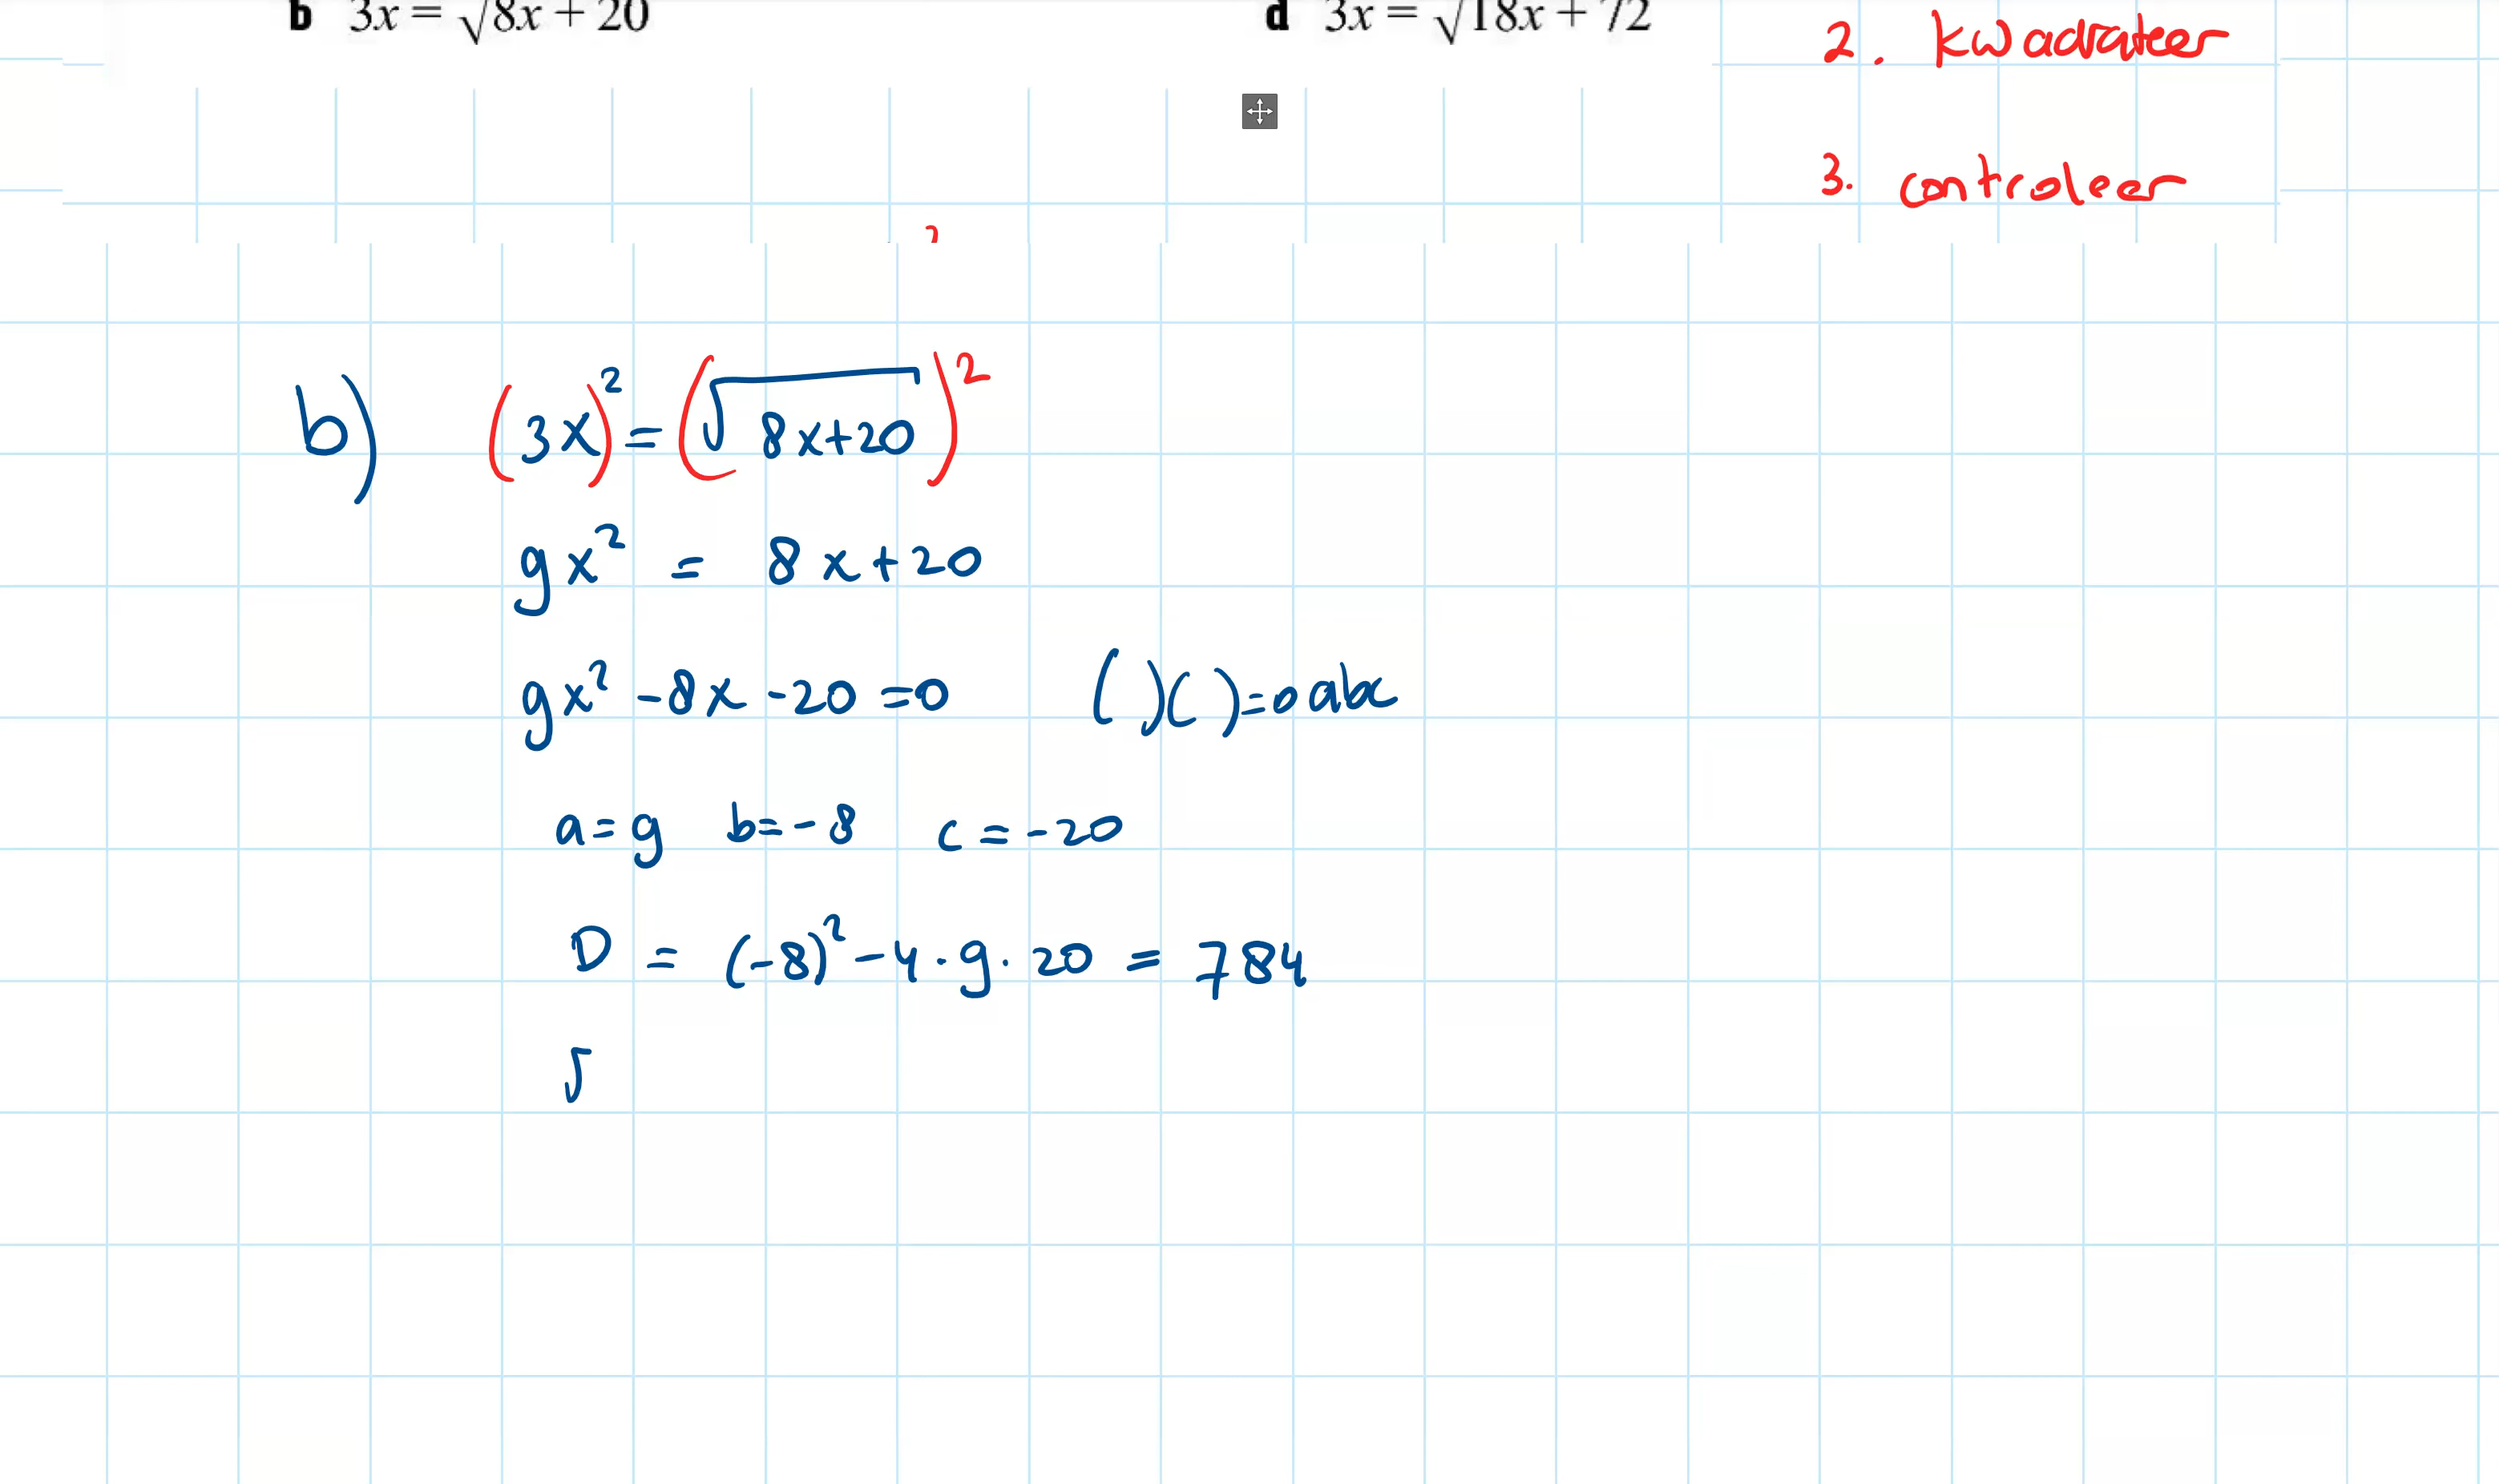 b 3x = √8x + 20 d 3x = √18x + 72
2. kwadrateer
3. controleer
b) (3x)² = (√8x+20)²
9x² = 8x+20
9x² -8x -20 =0 ( )( )=0 abc
a=9 b=-8 c=-20
D = (-8)² -4·9·20 = 784
√